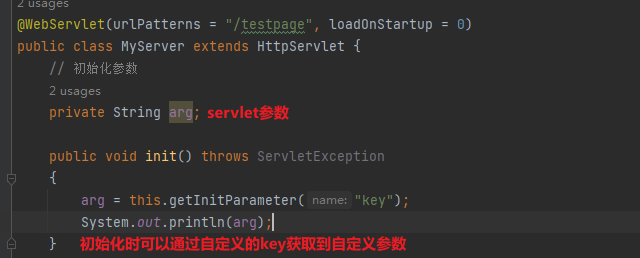 2 usages
@WebServlet(urlPatterns = "/testpage", loadOnStartup = 0)
public class MyServer extends HttpServlet {
// 初始化参数
2 usages
private String arg; servlet参数
public void init() throws ServletException
{
arg = this.getInitParameter( name: "key");
System.out.println(arg);
} 初始化时可以通过自定义的key获取到自定义参数